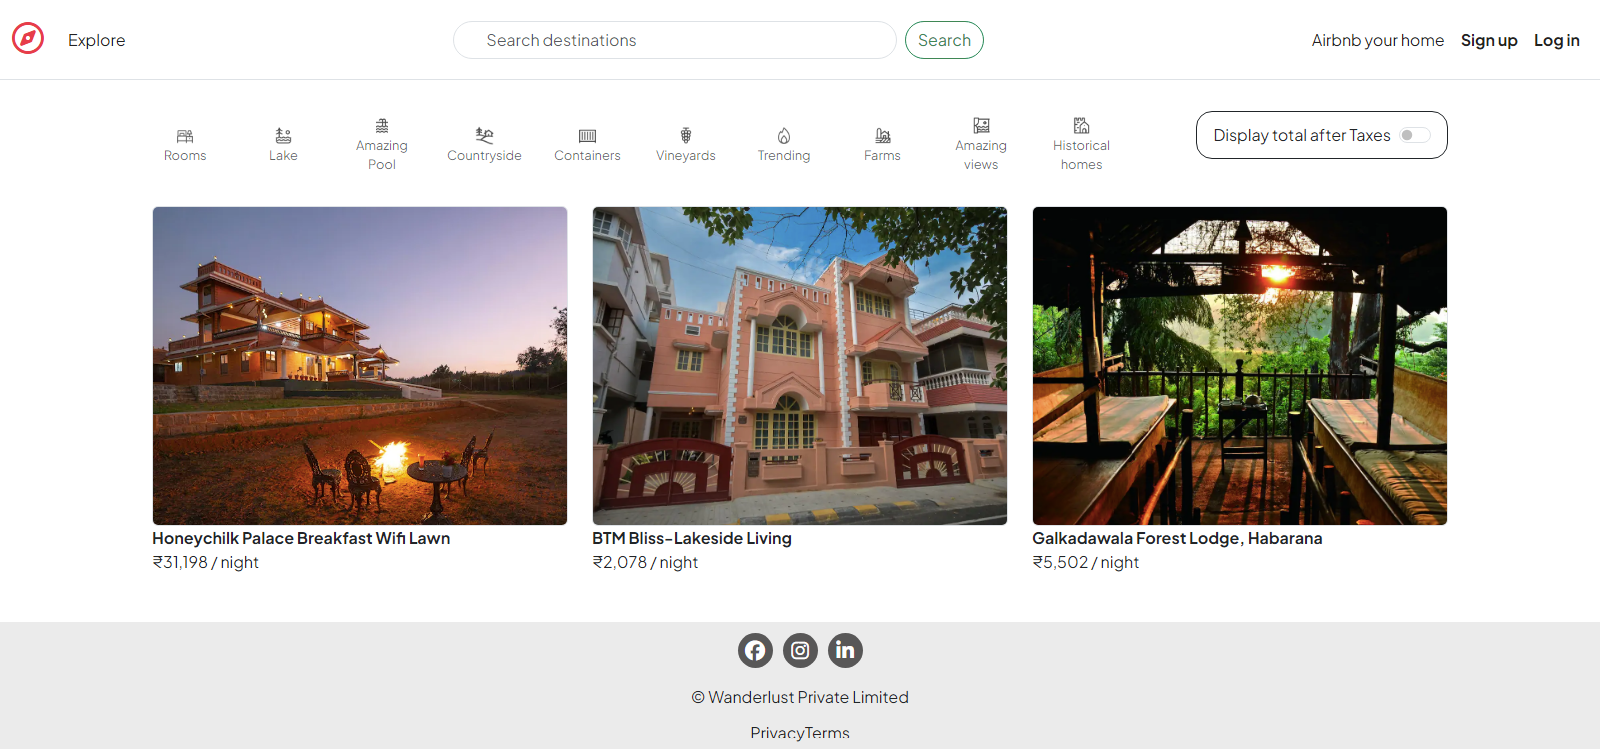 Explore
Search destinations
Search
Airbnb your home
Sign up
Log in
Rooms
Lake
Amazing
Pool
Countryside
Containers
Vineyards
Trending
Farms
Amazing
views
Historical
homes
Display total after Taxes
Honeychilk Palace Breakfast Wifi Lawn
₹31,198 / night
BTM Bliss-Lakeside Living
₹2,078 / night
Galkadawala Forest Lodge, Habarana
₹5,502 / night
© Wanderlust Private Limited
PrivacyTerms